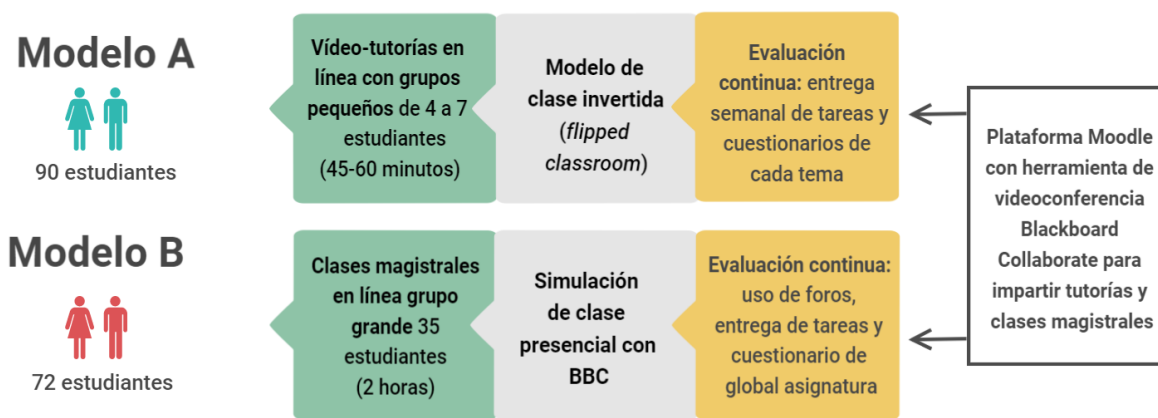 Modelo A
90 estudiantes
Vídeo-tutorías en
línea con grupos
pequeños de 4 a 7
estudiantes
(45-60 minutos)
Modelo de
clase invertida
(flipped
classroom)
Evaluación
continua: entrega
semanal de tareas y
cuestionarios de
cada tema
Modelo B
72 estudiantes
Clases magistrales
en línea grupo
grande 35
estudiantes
(2 horas)
Simulación
de clase
presencial con
BBC
Evaluación continua:
uso de foros,
entrega de tareas y
cuestionario de
global asignatura
Plataforma Moodle
con herramienta de
videoconferencia
Blackboard
Collaborate para
impartir tutorías y
clases magistrales